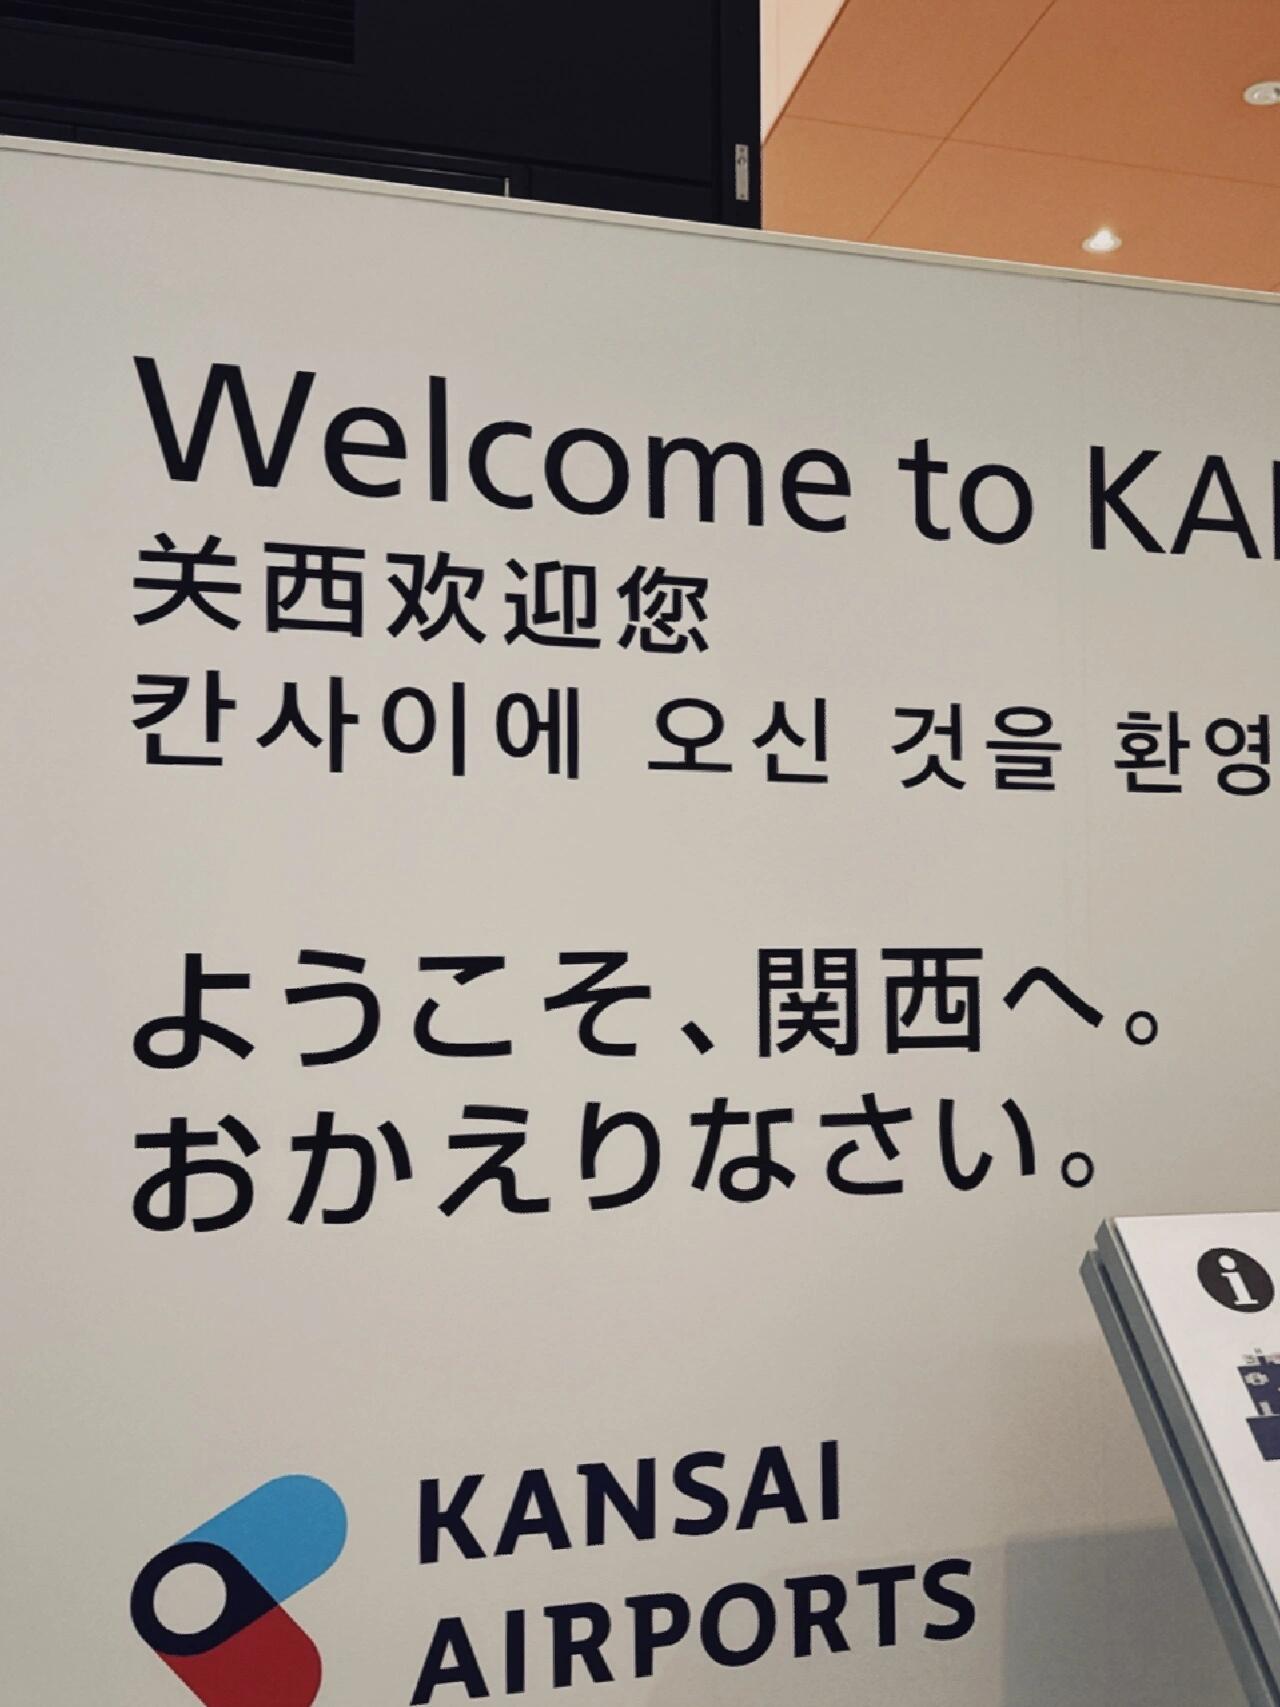 Welcome to KA
关西欢迎您
칸사이에 오신 것을 환영
ようこそ、関西へ。
おかえりなさい。
i
KANSAI
AIRPORTS